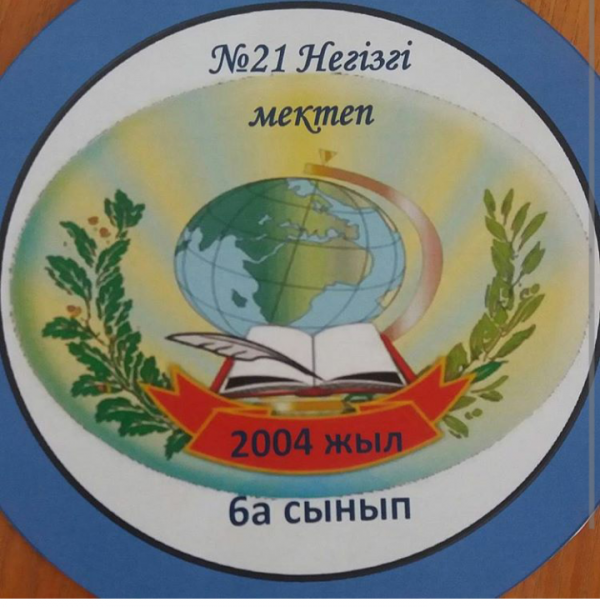 №21 Негізгі
мектеп
2004 жыл
6а сынып